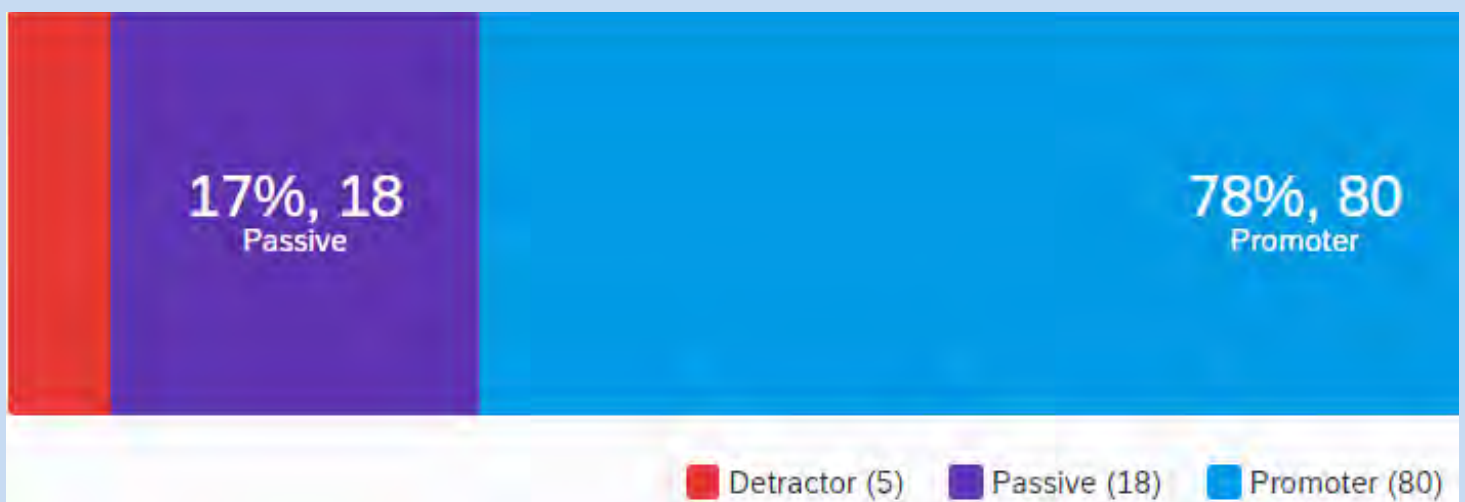 17%, 18
Passive
78%, 80
Promoter
Detractor (5) Passive (18) Promoter (80)